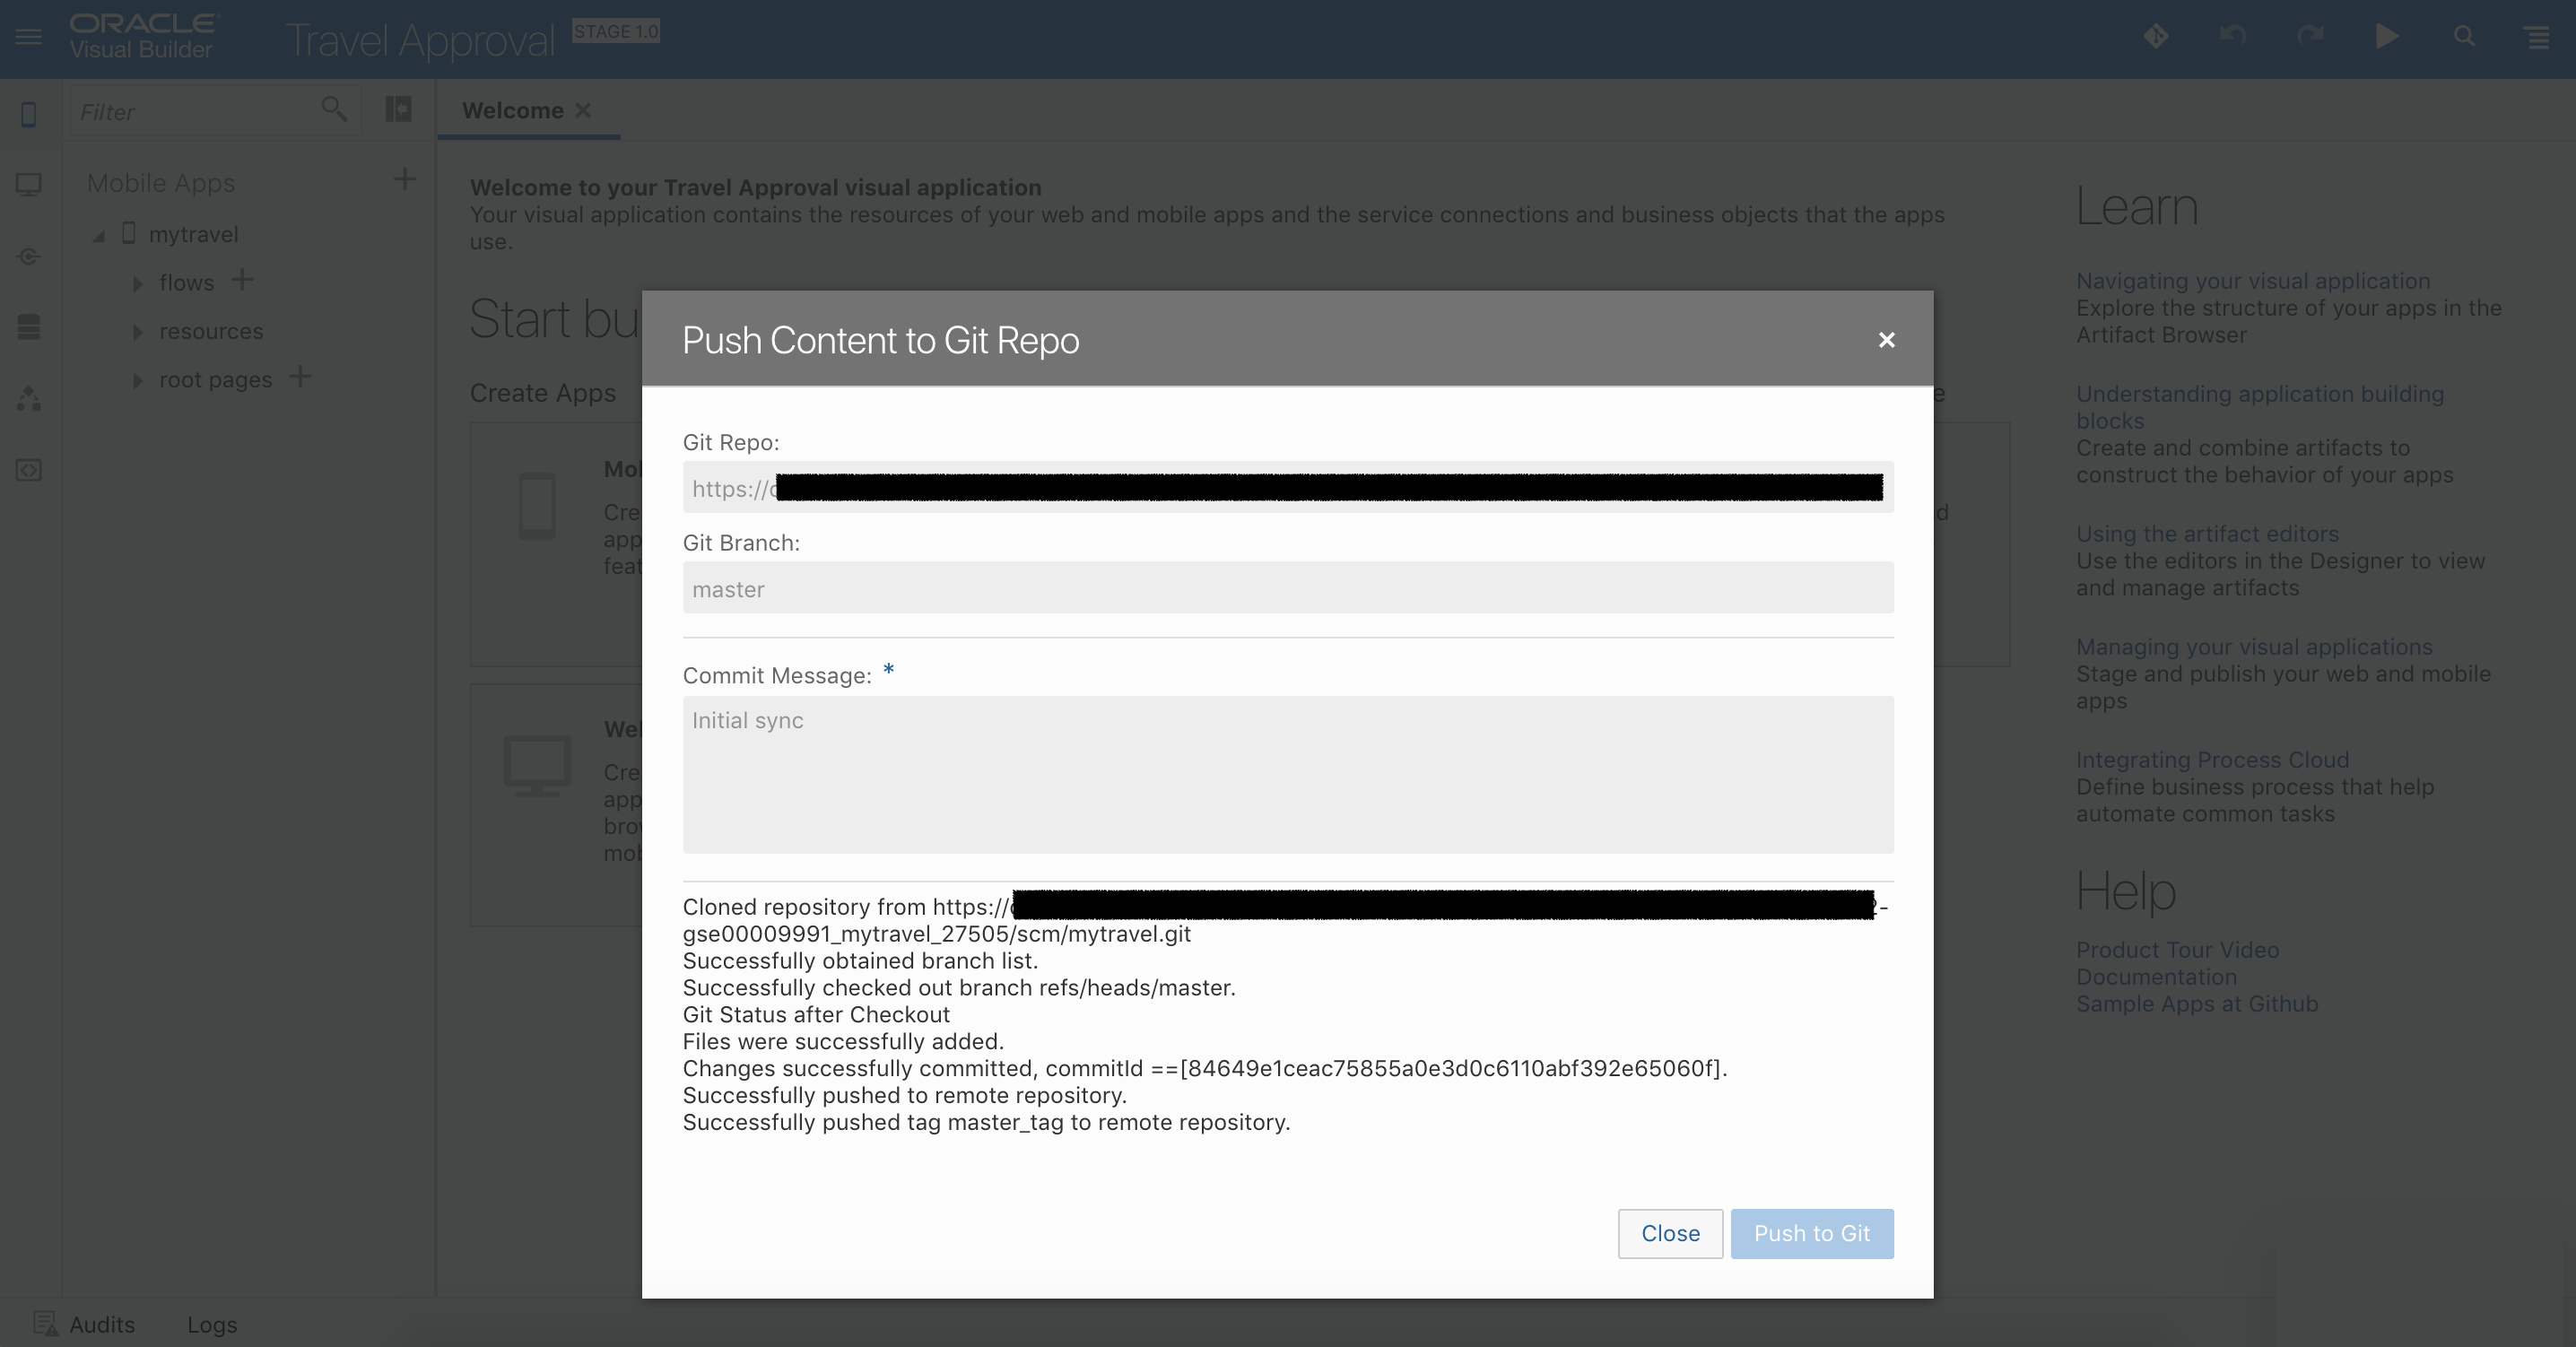 ORACLE
Visual Builder
Travel Approval
STAGE 1.0
Filter
Welcome
Mobile Apps
mytravel
flows
resources
root pages
Welcome to your Travel Approval visual application
Your visual application contains the resources of your web and mobile apps and the service connections and business objects that the apps
use.
Start bu
Create Apps
Mo
Cre
app
feat
We
Cre
app
bro
mo
e
d
Push Content to Git Repo
Git Repo:
https://
Git Branch:
master
Commit Message: *
Initial sync
Cloned repository from https://
gse00009991_mytravel_27505/scm/mytravel.git
Successfully obtained branch list.
Successfully checked out branch refs/heads/master.
Git Status after Checkout
Files were successfully added.
Changes successfully committed, commitId ==[84649e1ceac75855a0e3d0c6110abf392e65060f].
Successfully pushed to remote repository.
Successfully pushed tag master_tag to remote repository.
Close
Push to Git
Learn
Navigating your visual application
Explore the structure of your apps in the
Artifact Browser
Understanding application building
blocks
Create and combine artifacts to
construct the behavior of your apps
Using the artifact editors
Use the editors in the Designer to view
and manage artifacts
Managing your visual applications
Stage and publish your web and mobile
apps
Integrating Process Cloud
Define business process that help
automate common tasks
Help
Product Tour Video
Documentation
Sample Apps at Github
Audits
Logs